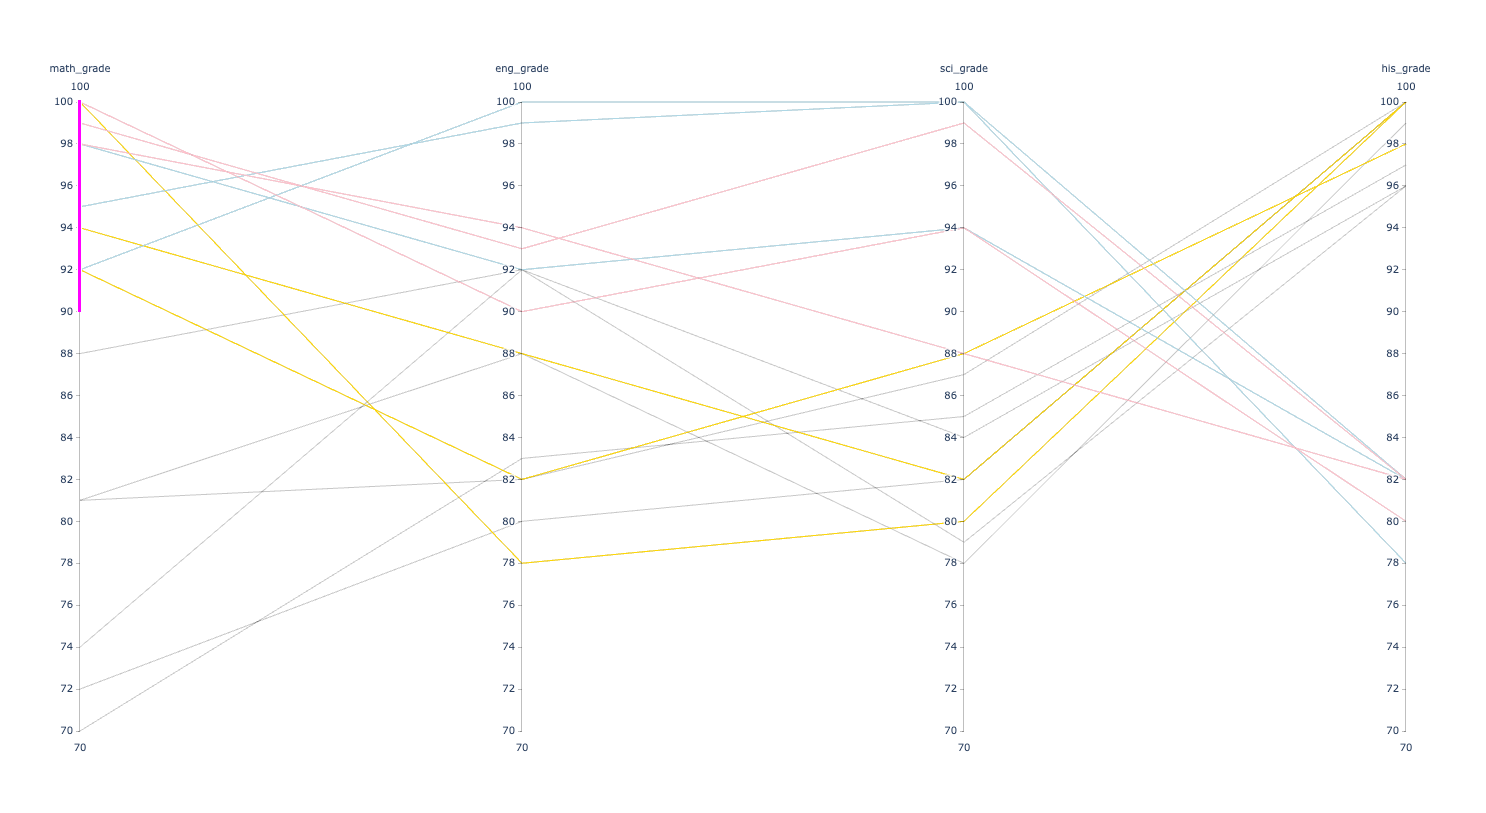 math_grade eng_grade sci_grade his_grade
100 100 100 100
100 100 100 100
98 98 98 98
96 96 96 96
94 94 94 94
92 92 92 92
90 90 90 90
88 88 88 88
86 86 86 86
84 84 84 84
82 82 82 82
80 80 80 80
78 78 78 78
76 76 76 76
74 74 74 74
72 72 72 72
70 70 70 70
70 70 70 70